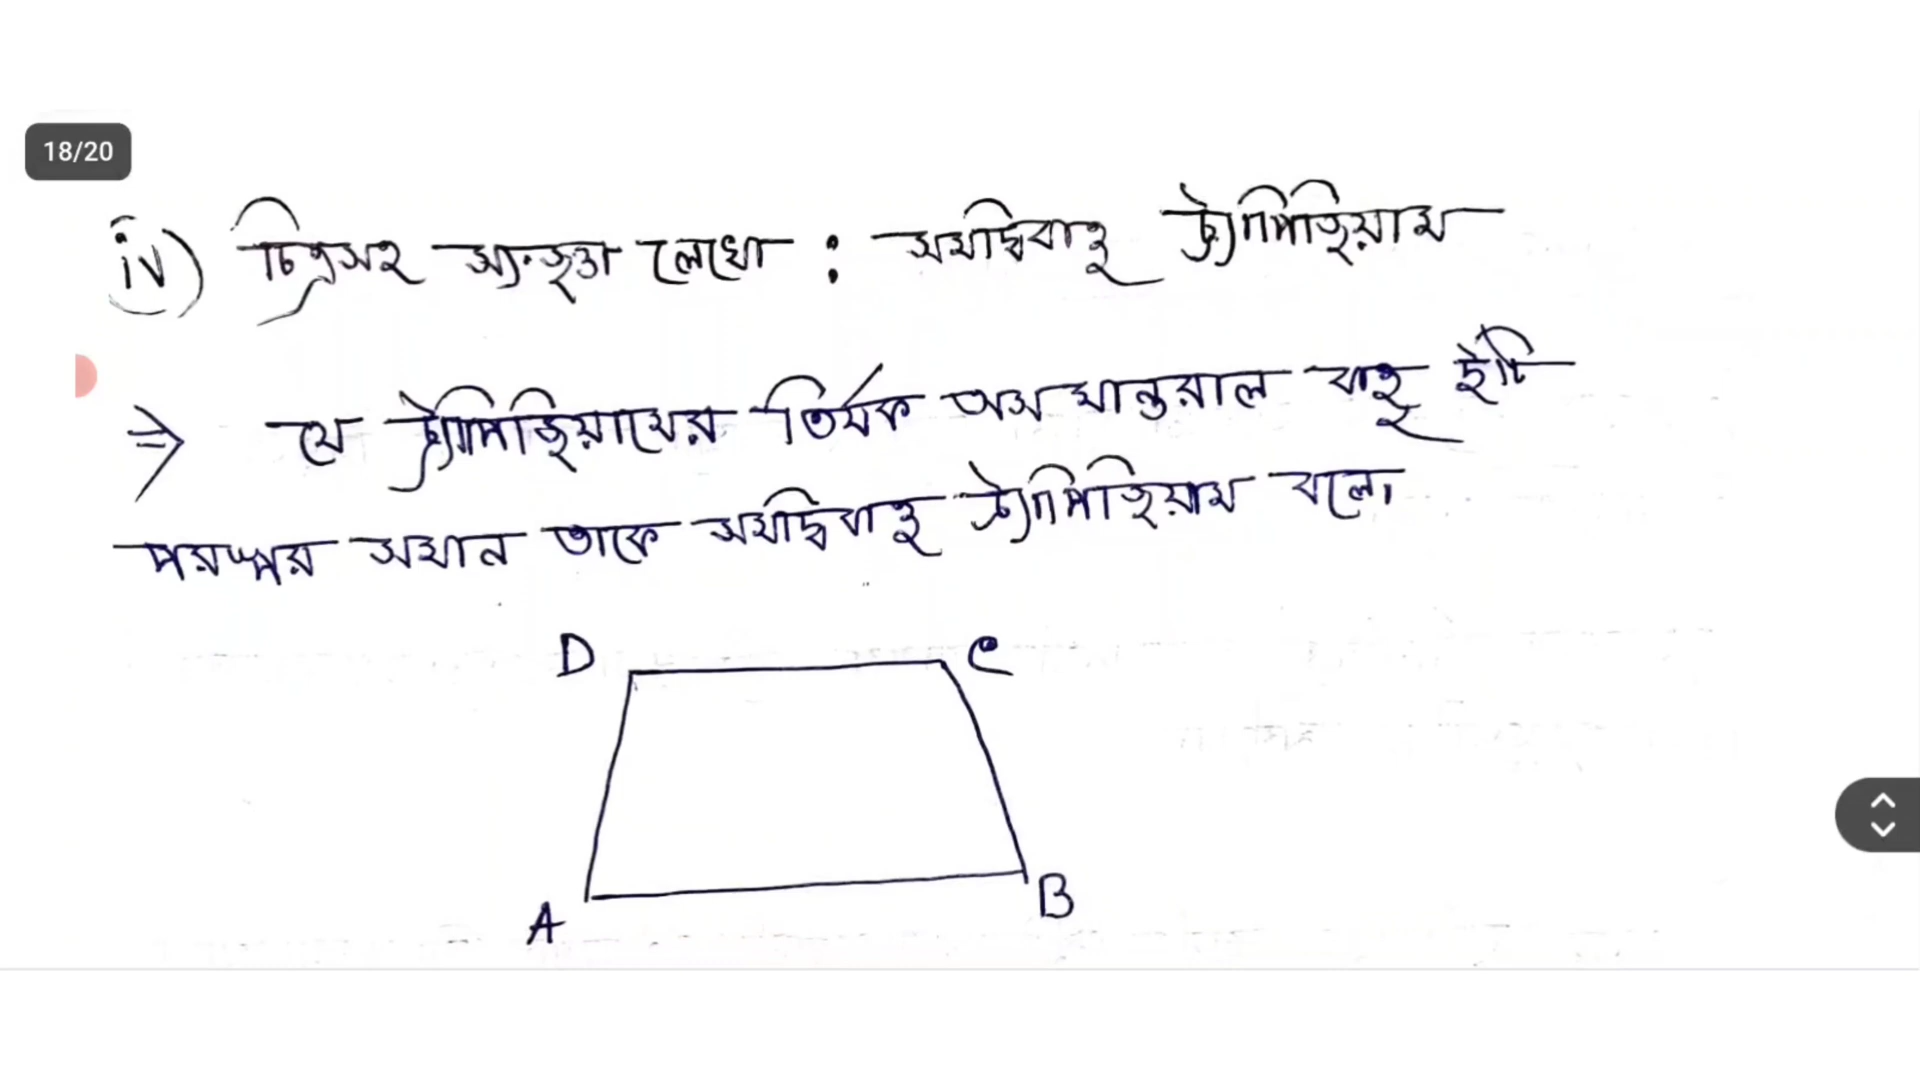 18/20
iv) চিত্রসহ সংজ্ঞা লেখো : সমদ্বিবাহু ট্র্যাপিজিয়াম
⇒ যে ট্র্যাপিজিয়ামের তির্যক অসমান্তরাল বাহু দুটি
পরস্পর সমান তাকে সমদ্বিবাহু ট্র্যাপিজিয়াম বলে।
D C
A B